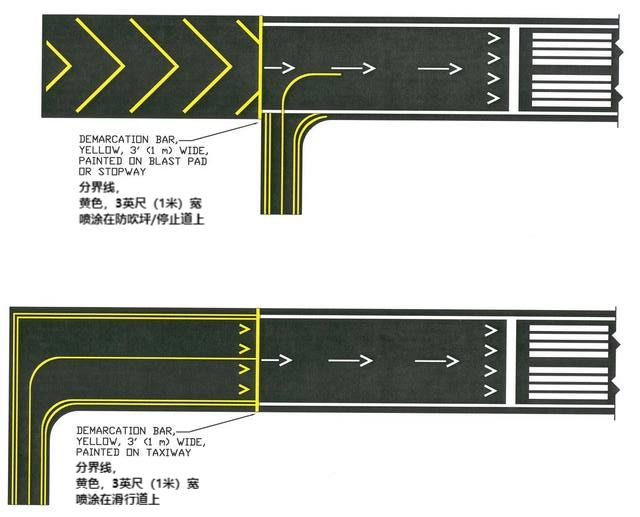 DEMARCATION BAR,
YELLOW, 3' (1 m) WIDE,
PAINTED ON BLAST PAD
OR STOPWAY
分界线，
黄色，3英尺（1米）宽
喷涂在防吹坪/停止道上
DEMARCATION BAR,
YELLOW, 3' (1 m) WIDE,
PAINTED ON TAXIWAY
分界线，
黄色，3英尺（1米）宽
喷涂在滑行道上